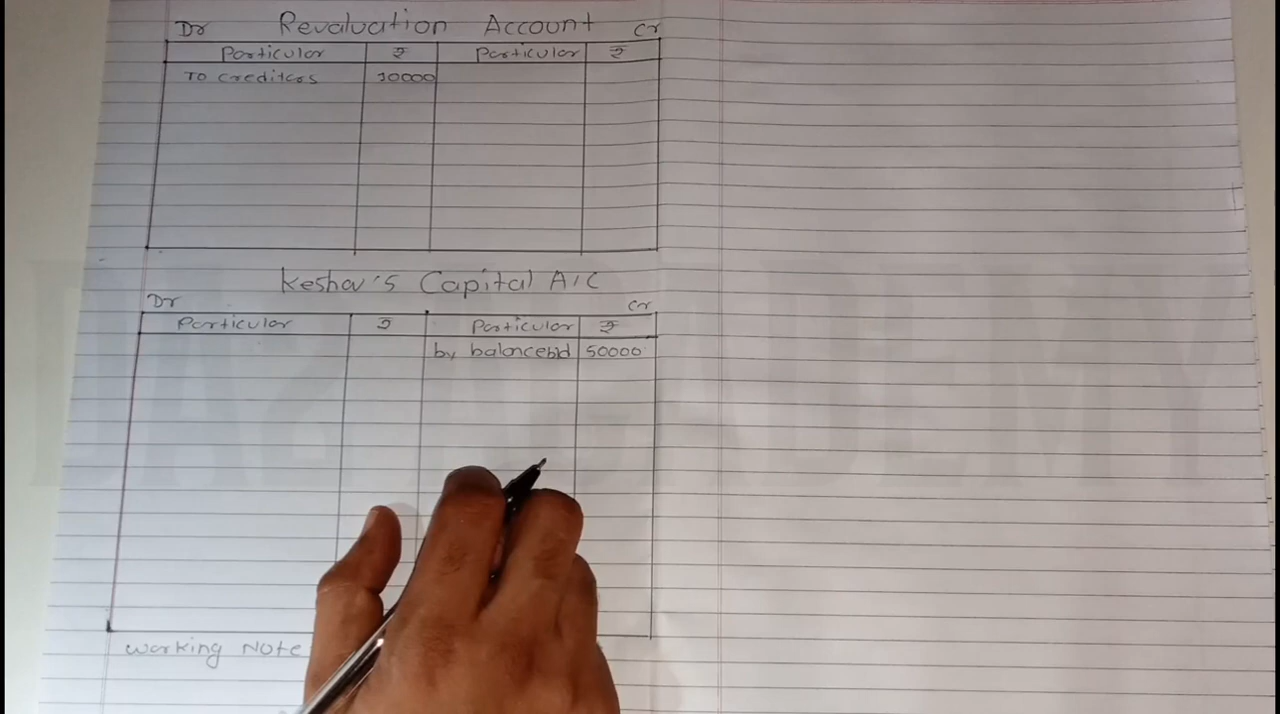 Dr Revaluation Account Cr
Particular ₹ Particular ₹
To Creditors 10000
Keshav's Capital A/C
Dr Cr
Particular ₹ Particular ₹
by balance b/d 50000
Working Note